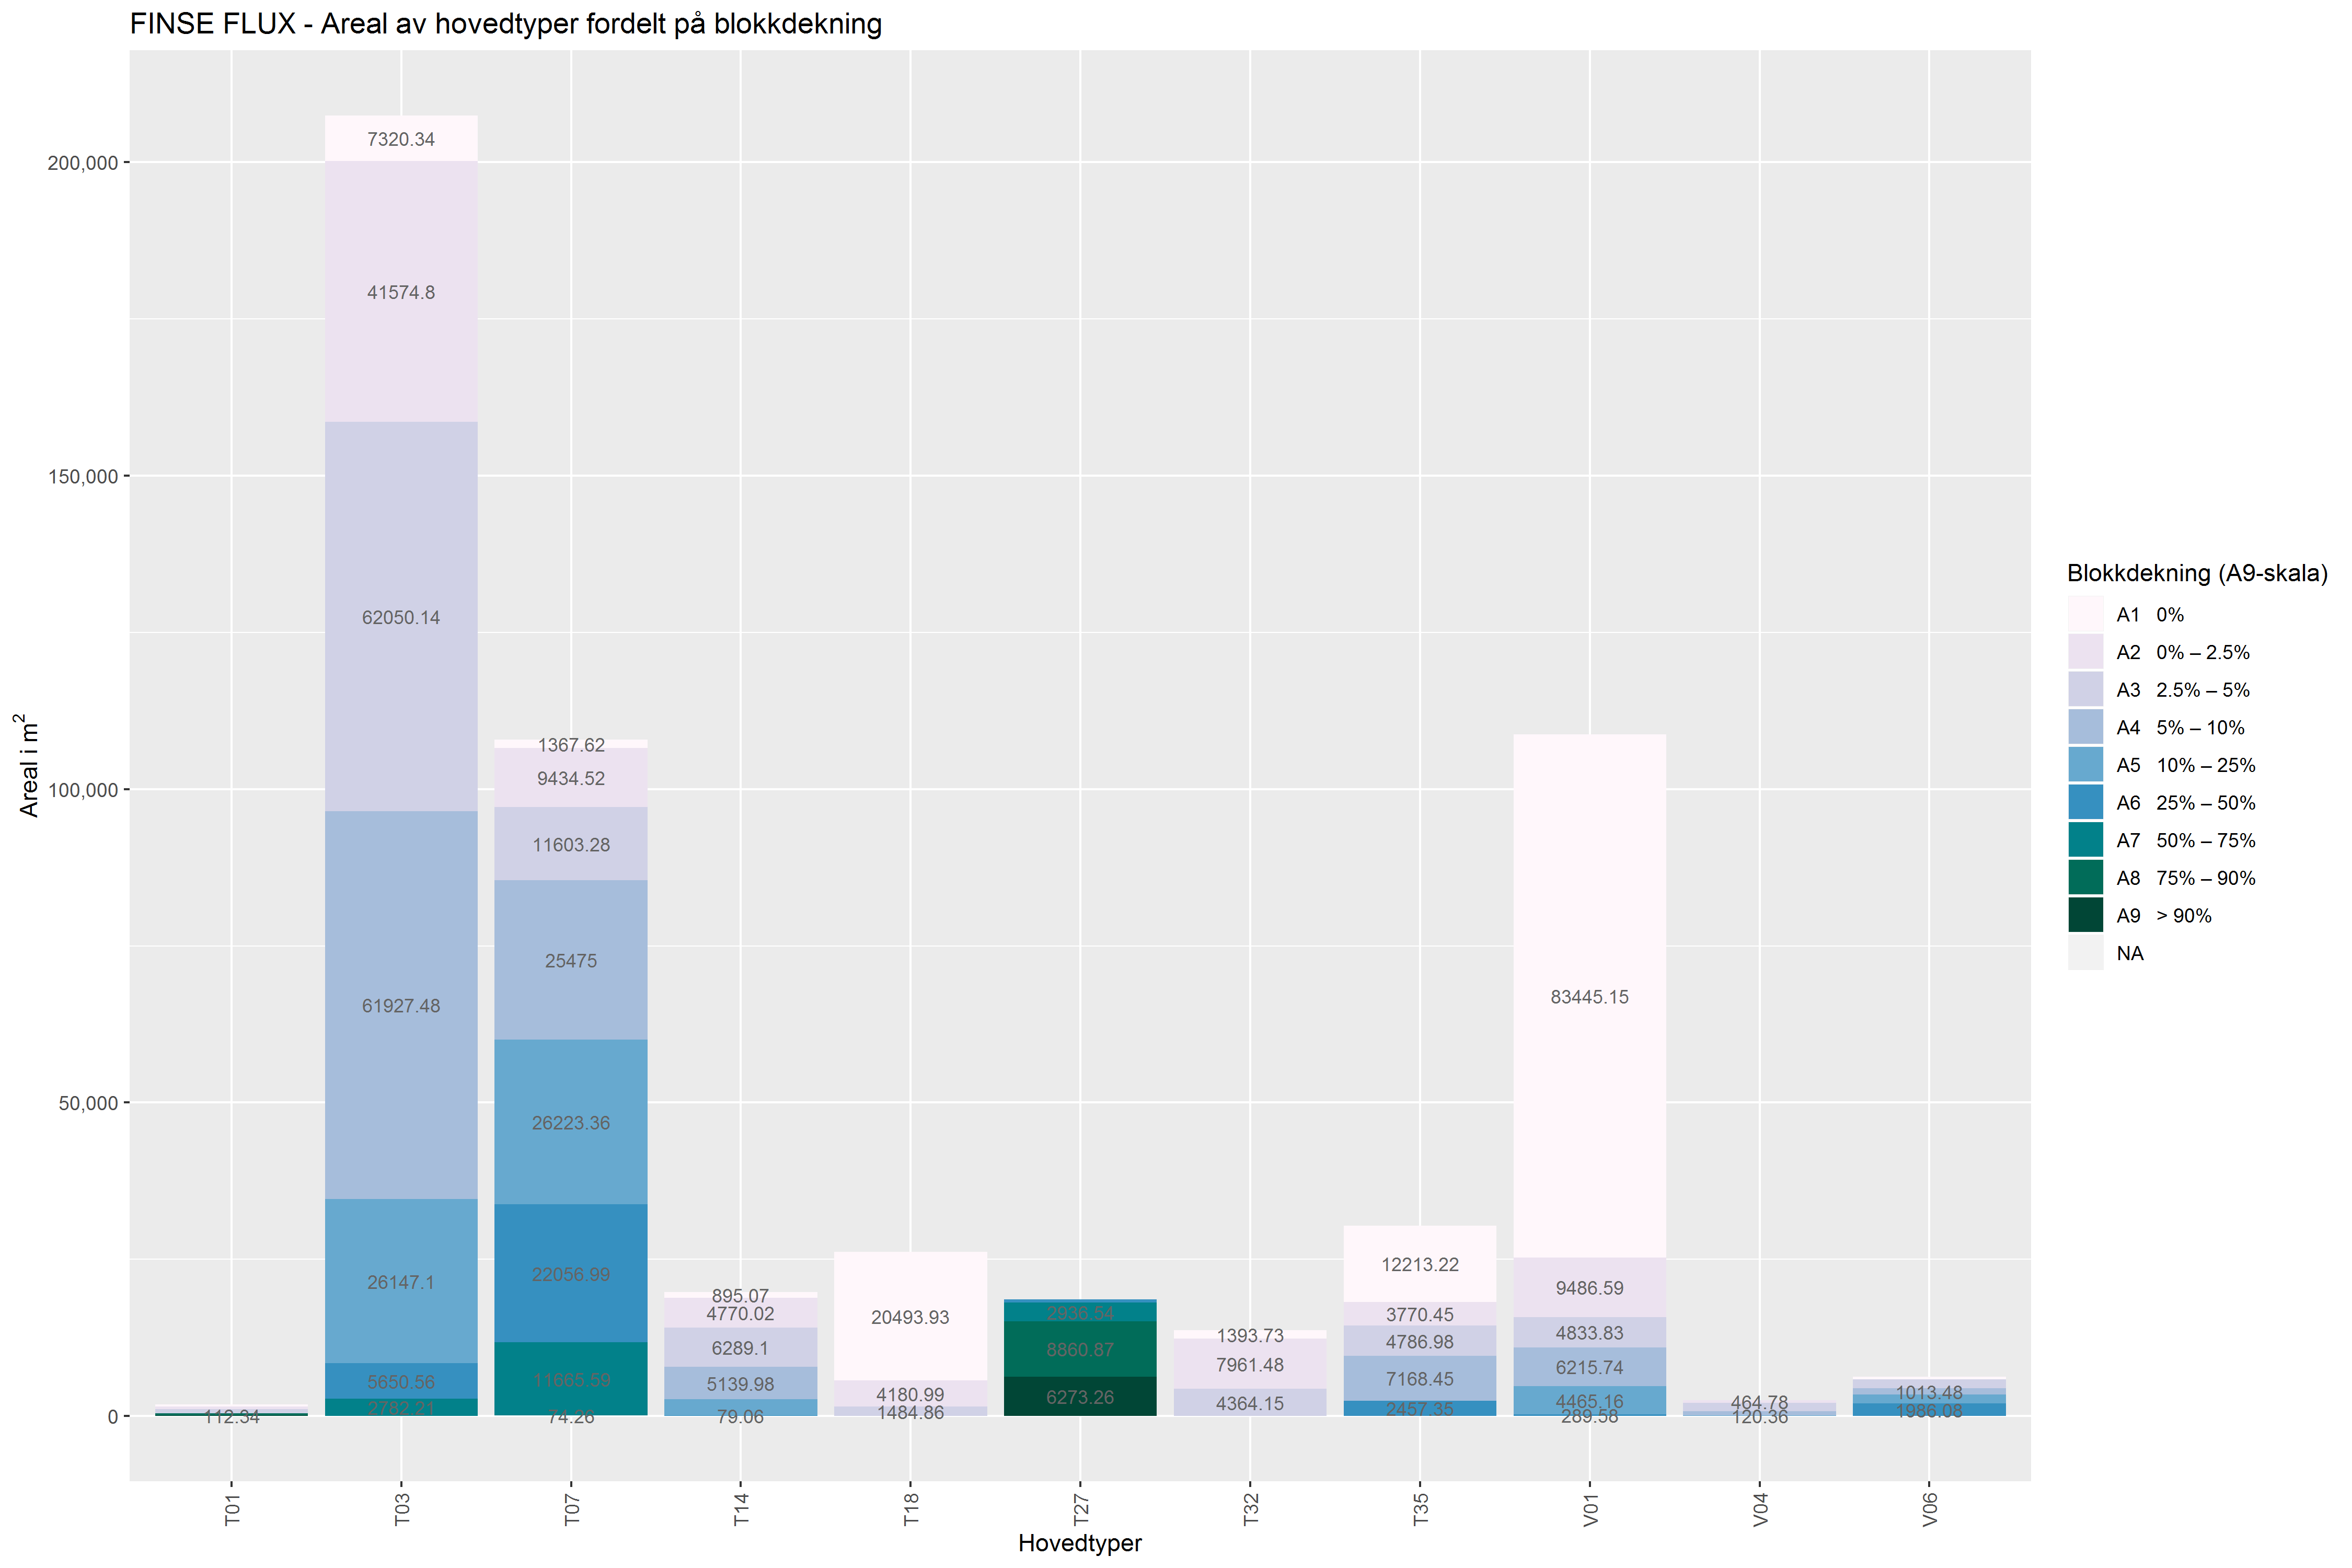 FINSE FLUX - Areal av hovedtyper fordelt på blokkdekning
Areal i m²
200,000
150,000
100,000
50,000
0
112.34
7320.34
41574.8
62050.14
61927.48
26147.1
5650.56
2782.21
1367.62
9434.52
11603.28
25475
26223.36
22056.99
11665.59
74.26
895.07
4770.02
6289.1
5139.98
79.06
20493.93
4180.99
1484.86
2936.54
8860.87
6273.26
1393.73
7961.48
4364.15
12213.22
3770.45
4786.98
7168.45
2457.35
83445.15
9486.59
4833.83
6215.74
4465.16
289.58
464.78
120.36
1013.48
1986.08
T01
T03
T07
T14
T18
T27
T32
T35
V01
V04
V06
Hovedtyper
Blokkdekning (A9-skala)
A1 0%
A2 0% – 2.5%
A3 2.5% – 5%
A4 5% – 10%
A5 10% – 25%
A6 25% – 50%
A7 50% – 75%
A8 75% – 90%
A9 > 90%
NA